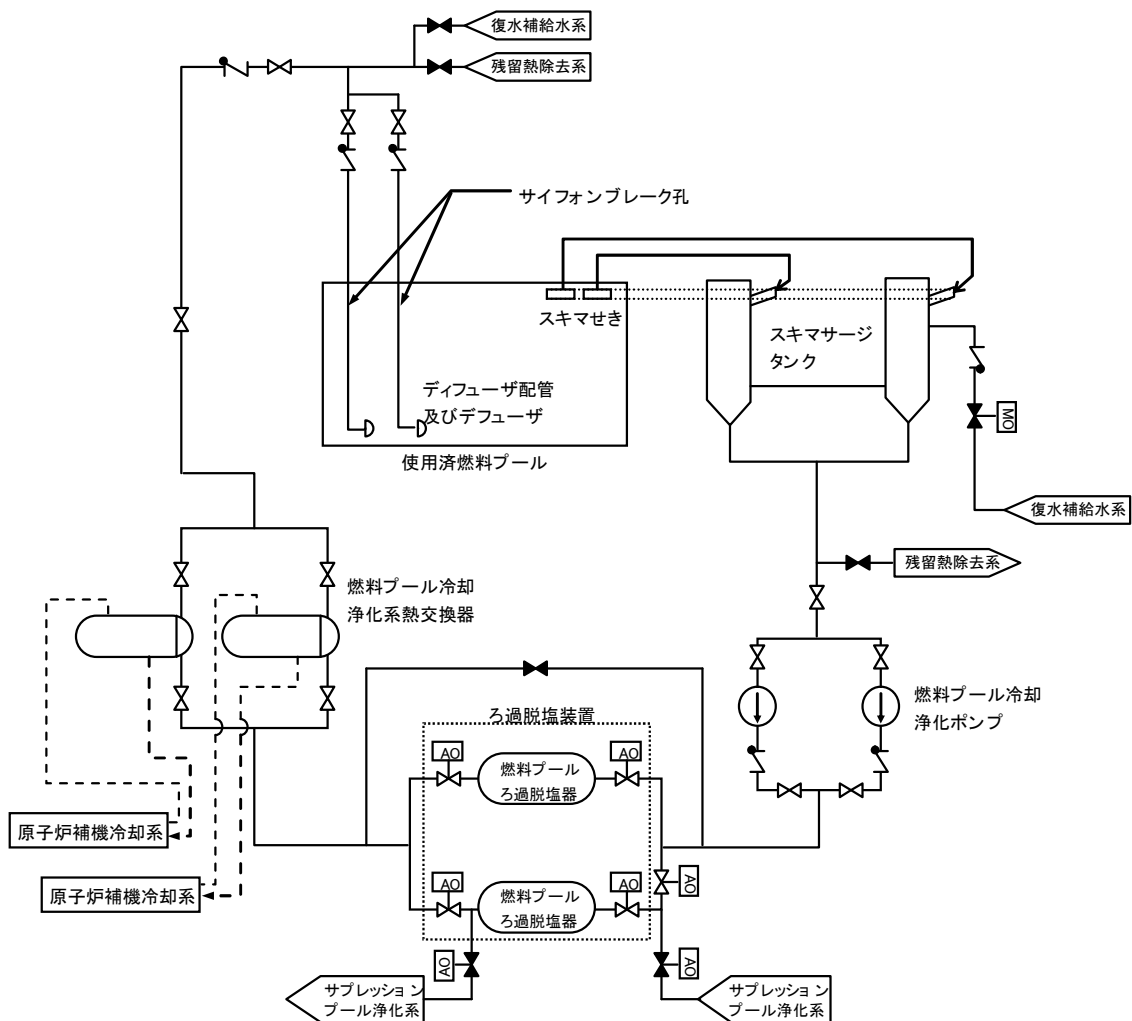 復水補給水系
残留熱除去系
サイフォンブレーク孔
スキマせき
スキマサージ
タンク
ディフューザ配管
及びデフューザ
使用済燃料プール
MO
復水補給水系
残留熱除去系
燃料プール冷却
浄化系熱交換器
燃料プール冷却
浄化ポンプ
ろ過脱塩装置
AO
AO
燃料プール
ろ過脱塩器
原子炉補機冷却系
原子炉補機冷却系
AO
AO
AO
燃料プール
ろ過脱塩器
AO
AO
サプレッション
プール浄化系
サプレッション
プール浄化系